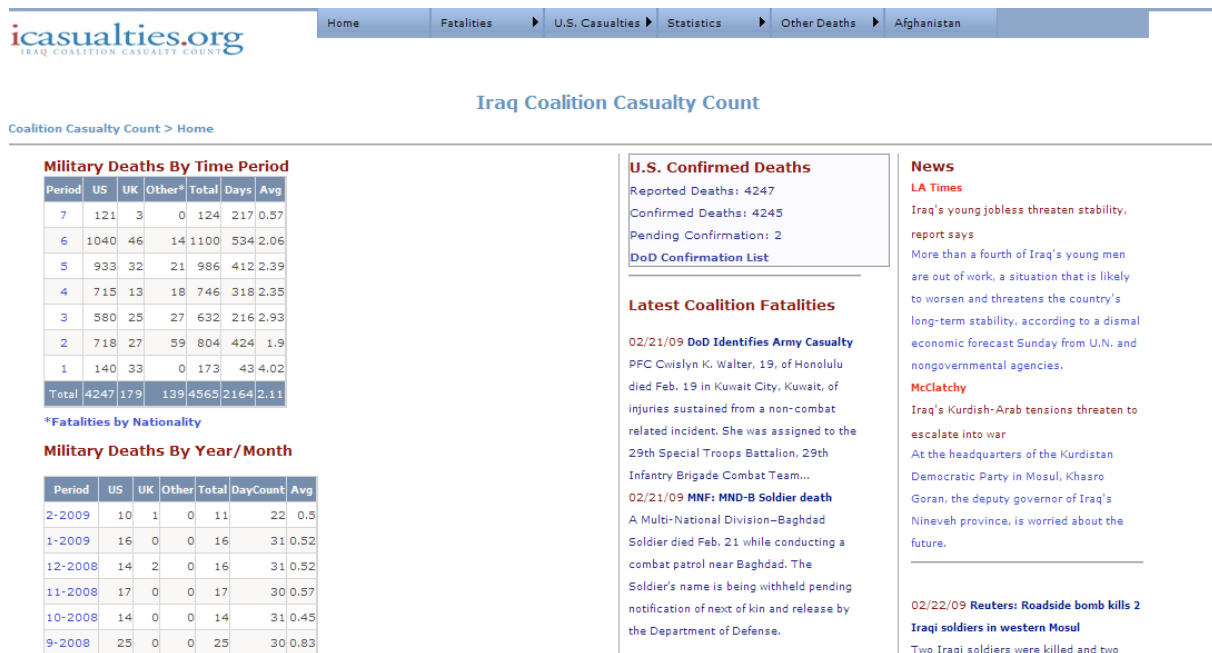 icasualties.org
IRAQ COALITION CASUALTY COUNT
Home Fatalities U.S. Casualties Statistics Other Deaths Afghanistan
Iraq Coalition Casualty Count
Coalition Casualty Count > Home
Military Deaths By Time Period
Period US UK Other* Total Days Avg
7 121 3 0 124 217 0.57
6 1040 46 14 1100 534 2.06
5 933 32 21 986 412 2.39
4 715 13 18 746 318 2.35
3 580 25 27 632 216 2.93
2 718 27 59 804 424 1.9
1 140 33 0 173 43 4.02
Total 4247 179 139 4565 2164 2.11
*Fatalities by Nationality
Military Deaths By Year/Month
Period US UK Other Total DayCount Avg
2-2009 10 1 0 11 22 0.5
1-2009 16 0 0 16 31 0.52
12-2008 14 2 0 16 31 0.52
11-2008 17 0 0 17 30 0.57
10-2008 14 0 0 14 31 0.45
9-2008 25 0 0 25 30 0.83
U.S. Confirmed Deaths
Reported Deaths: 4247
Confirmed Deaths: 4245
Pending Confirmation: 2
DoD Confirmation List
Latest Coalition Fatalities
02/21/09 DoD Identifies Army Casualty
PFC Cwislyn K. Walter, 19, of Honolulu
died Feb. 19 in Kuwait City, Kuwait, of
injuries sustained from a non-combat
related incident. She was assigned to the
29th Special Troops Battalion, 29th
Infantry Brigade Combat Team...
02/21/09 MNF: MND-B Soldier death
A Multi-National Division–Baghdad
Soldier died Feb. 21 while conducting a
combat patrol near Baghdad. The
Soldier's name is being withheld pending
notification of next of kin and release by
the Department of Defense.
News
LA Times
Iraq's young jobless threaten stability,
report says
More than a fourth of Iraq's young men
are out of work, a situation that is likely
to worsen and threatens the country's
long-term stability, according to a dismal
economic forecast Sunday from U.N. and
nongovernmental agencies.
McClatchy
Iraq's Kurdish-Arab tensions threaten to
escalate into war
At the headquarters of the Kurdistan
Democratic Party in Mosul, Khasro
Goran, the deputy governor of Iraq's
Nineveh province, is worried about the
future.
02/22/09 Reuters: Roadside bomb kills 2
Iraqi soldiers in western Mosul
Two Iraqi soldiers were killed and two